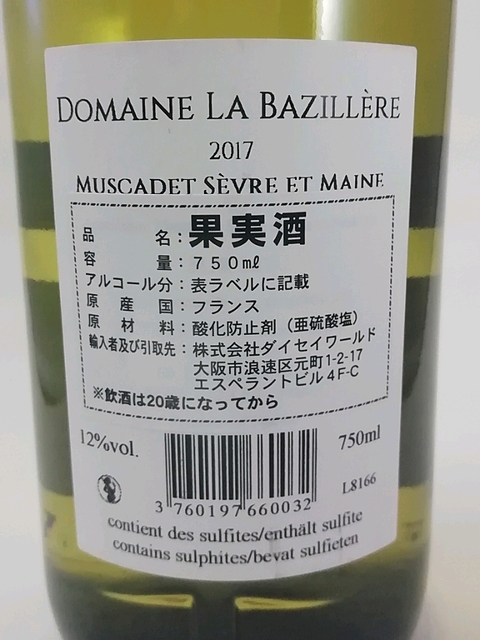 DOMAINE LA BAZILLÈRE
2017
MUSCADET SÈVRE ET MAINE
品名：果実酒
容量：７５０㎖
アルコール分：表ラベルに記載
原産国：フランス
原材料：酸化防止剤（亜硫酸塩）
輸入者及び引取先：株式会社ダイセイワールド
大阪市浪速区元町1-2-17
エスペラントビル４F-C
※飲酒は20歳になってから
12%vol.
750ml
3 760197 660032
L8166
contient des sulfites/enthält sulfite
contains sulphites/bevat sulfieten